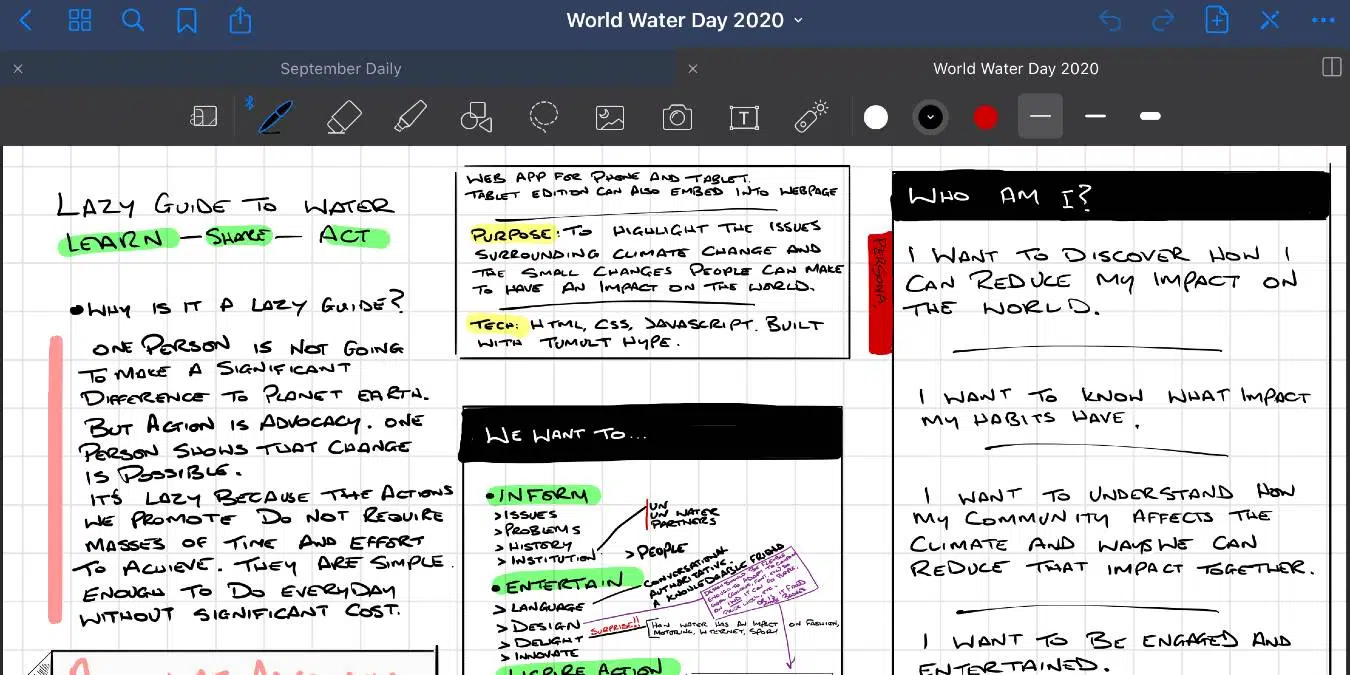 World Water Day 2020
September Daily
World Water Day 2020
T
LAZY GUIDE TO WATER
LEARN — SHARE — ACT
• WHY IS IT A LAZY GUIDE?
ONE PERSON IS NOT GOING
TO MAKE A SIGNIFICANT
DIFFERENCE TO PLANET EARTH.
BUT ACTION IS ADVOCACY. ONE
PERSON SHOWS THAT CHANGE
IS POSSIBLE.
IT'S LAZY BECAUSE THE ACTIONS
WE PROMOTE DO NOT REQUIRE
MASSES OF TIME AND EFFORT
TO ACHIEVE. THEY ARE SIMPLE
ENOUGH TO DO EVERYDAY
WITHOUT SIGNIFICANT COST.
WEB APP FOR PHONE AND TABLET.
TABLET EDITION CAN ALSO EMBED INTO WEBPAGE
PURPOSE: TO HIGHLIGHT THE ISSUES
SURROUNDING CLIMATE CHANGE AND
THE SMALL CHANGES PEOPLE CAN MAKE
TO HAVE AN IMPACT ON THE WORLD.
TECH: HTML, CSS, JAVASCRIPT. BUILT
WITH TUMULT HYPE.
WE WANT TO...
• INFORM
> ISSUES
> PROBLEMS
> HISTORY
> INSTITUTION
UN
UN WATER
PARTNERS
> PEOPLE
• ENTERTAIN
> LANGUAGE
> DESIGN
> DELIGHT
> INNOVATE
CONVERSATIONAL
AUTHORITATIVE.
A KNOWLEDGABLE FRIEND
SURPRISE!!
HOW WATER HAS AN IMPACT ON FASHION,
MOTORING, INTERNET, SPORT
INSPIRE ACTION
WHO AM I?
PERSONA
I WANT TO DISCOVER HOW I
CAN REDUCE MY IMPACT ON
THE WORLD.
I WANT TO KNOW WHAT IMPACT
MY HABITS HAVE.
I WANT TO UNDERSTAND HOW
MY COMMUNITY AFFECTS THE
CLIMATE AND WAYS WE CAN
REDUCE THAT IMPACT TOGETHER.
I WANT TO BE ENGAGED AND
ENTERTAINED.